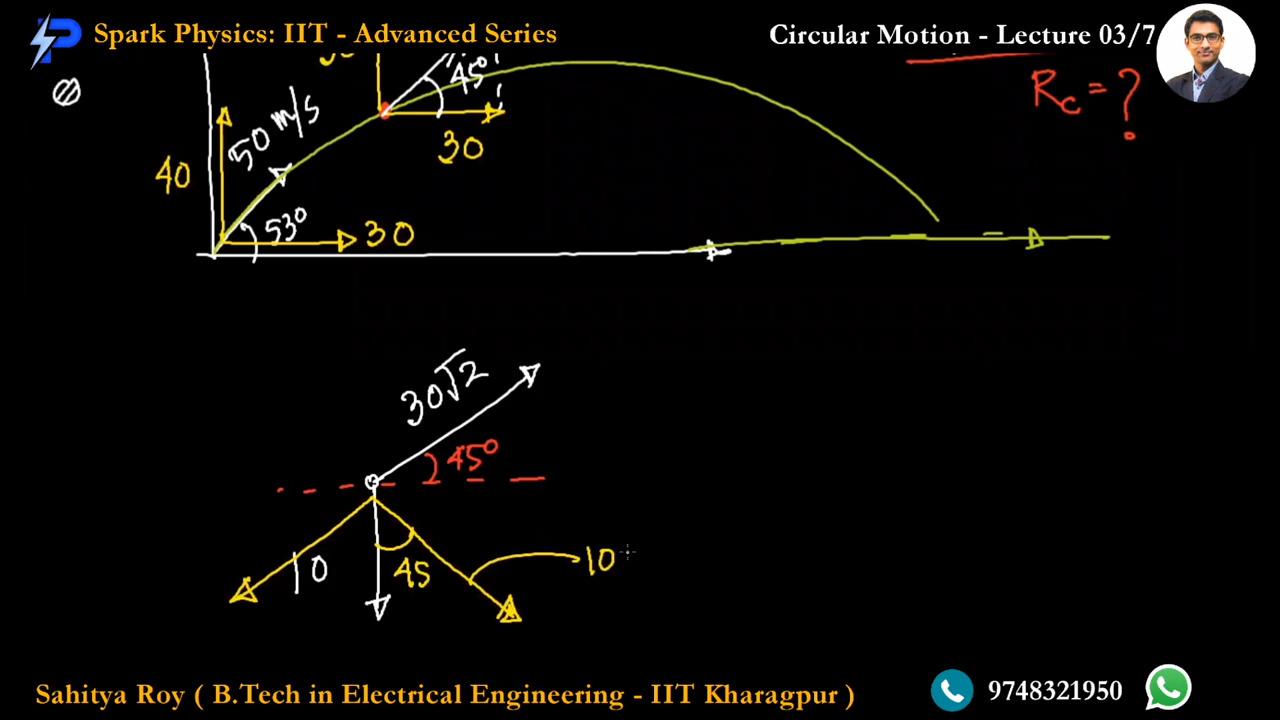 Spark Physics: IIT - Advanced Series
Circular Motion - Lecture 03/7
45°
R_c = ?
50 m/s
30
40
53°
30
30√2
45°
10
45
10
Sahitya Roy ( B.Tech in Electrical Engineering - IIT Kharagpur )
9748321950